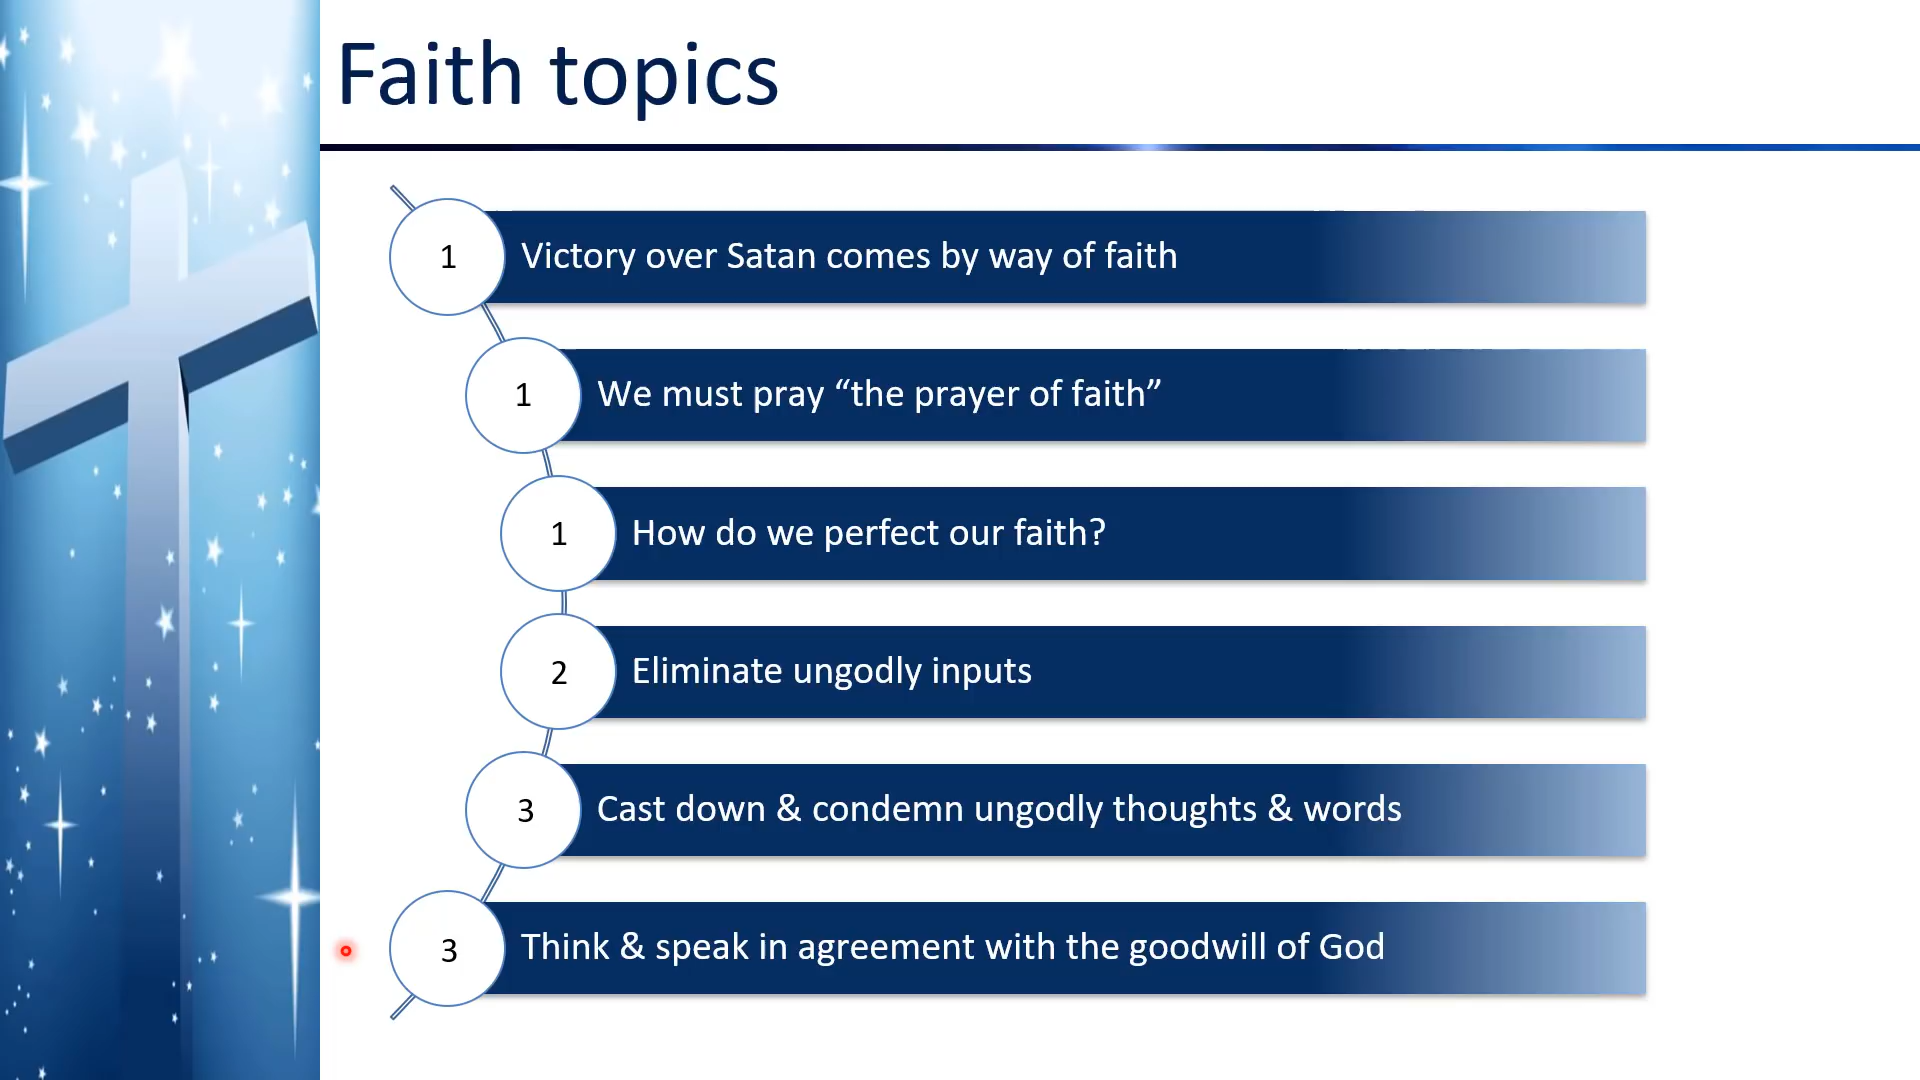 Faith topics
1 Victory over Satan comes by way of faith
1 We must pray “the prayer of faith”
1 How do we perfect our faith?
2 Eliminate ungodly inputs
3 Cast down & condemn ungodly thoughts & words
3 Think & speak in agreement with the goodwill of God